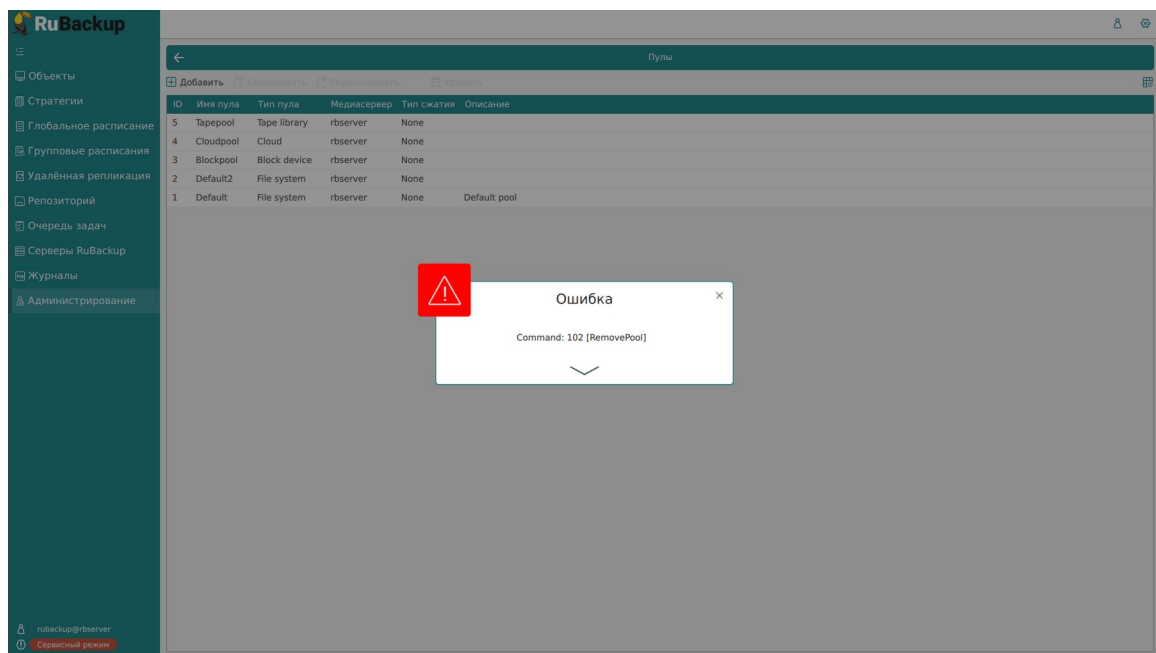 RuBackup
Объекты
Стратегии
Глобальное расписание
Групповые расписания
Удалённая репликация
Репозиторий
Очередь задач
Серверы RuBackup
Журналы
Администрирование
rubackup@rbserver
Сервисный режим
Пулы
Добавить Клонировать Редактировать Удалить
ID Имя пула Тип пула Медиасервер Тип сжатия Описание
5 Tapepool Tape library rbserver None
4 Cloudpool Cloud rbserver None
3 Blockpool Block device rbserver None
2 Default2 File system rbserver None
1 Default File system rbserver None Default pool
Ошибка
Command: 102 [RemovePool]